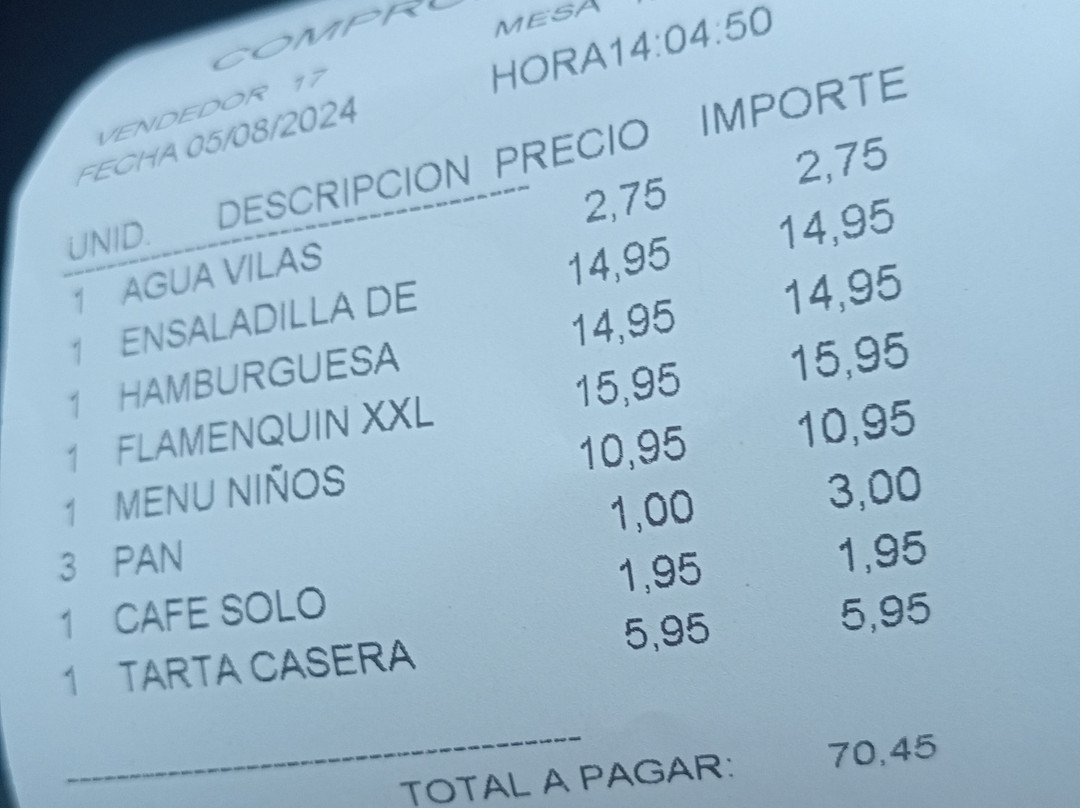 MESA
VENDEDOR 17
FECHA 05/08/2024 HORA14:04:50
UNID. DESCRIPCION PRECIO IMPORTE
1 AGUA VILAS 2,75 2,75
1 ENSALADILLA DE 14,95 14,95
1 HAMBURGUESA 14,95 14,95
1 FLAMENQUIN XXL 15,95 15,95
1 MENU NIÑOS 10,95 10,95
3 PAN 1,00 3,00
1 CAFE SOLO 1,95 1,95
1 TARTA CASERA 5,95 5,95
TOTAL A PAGAR: 70,45